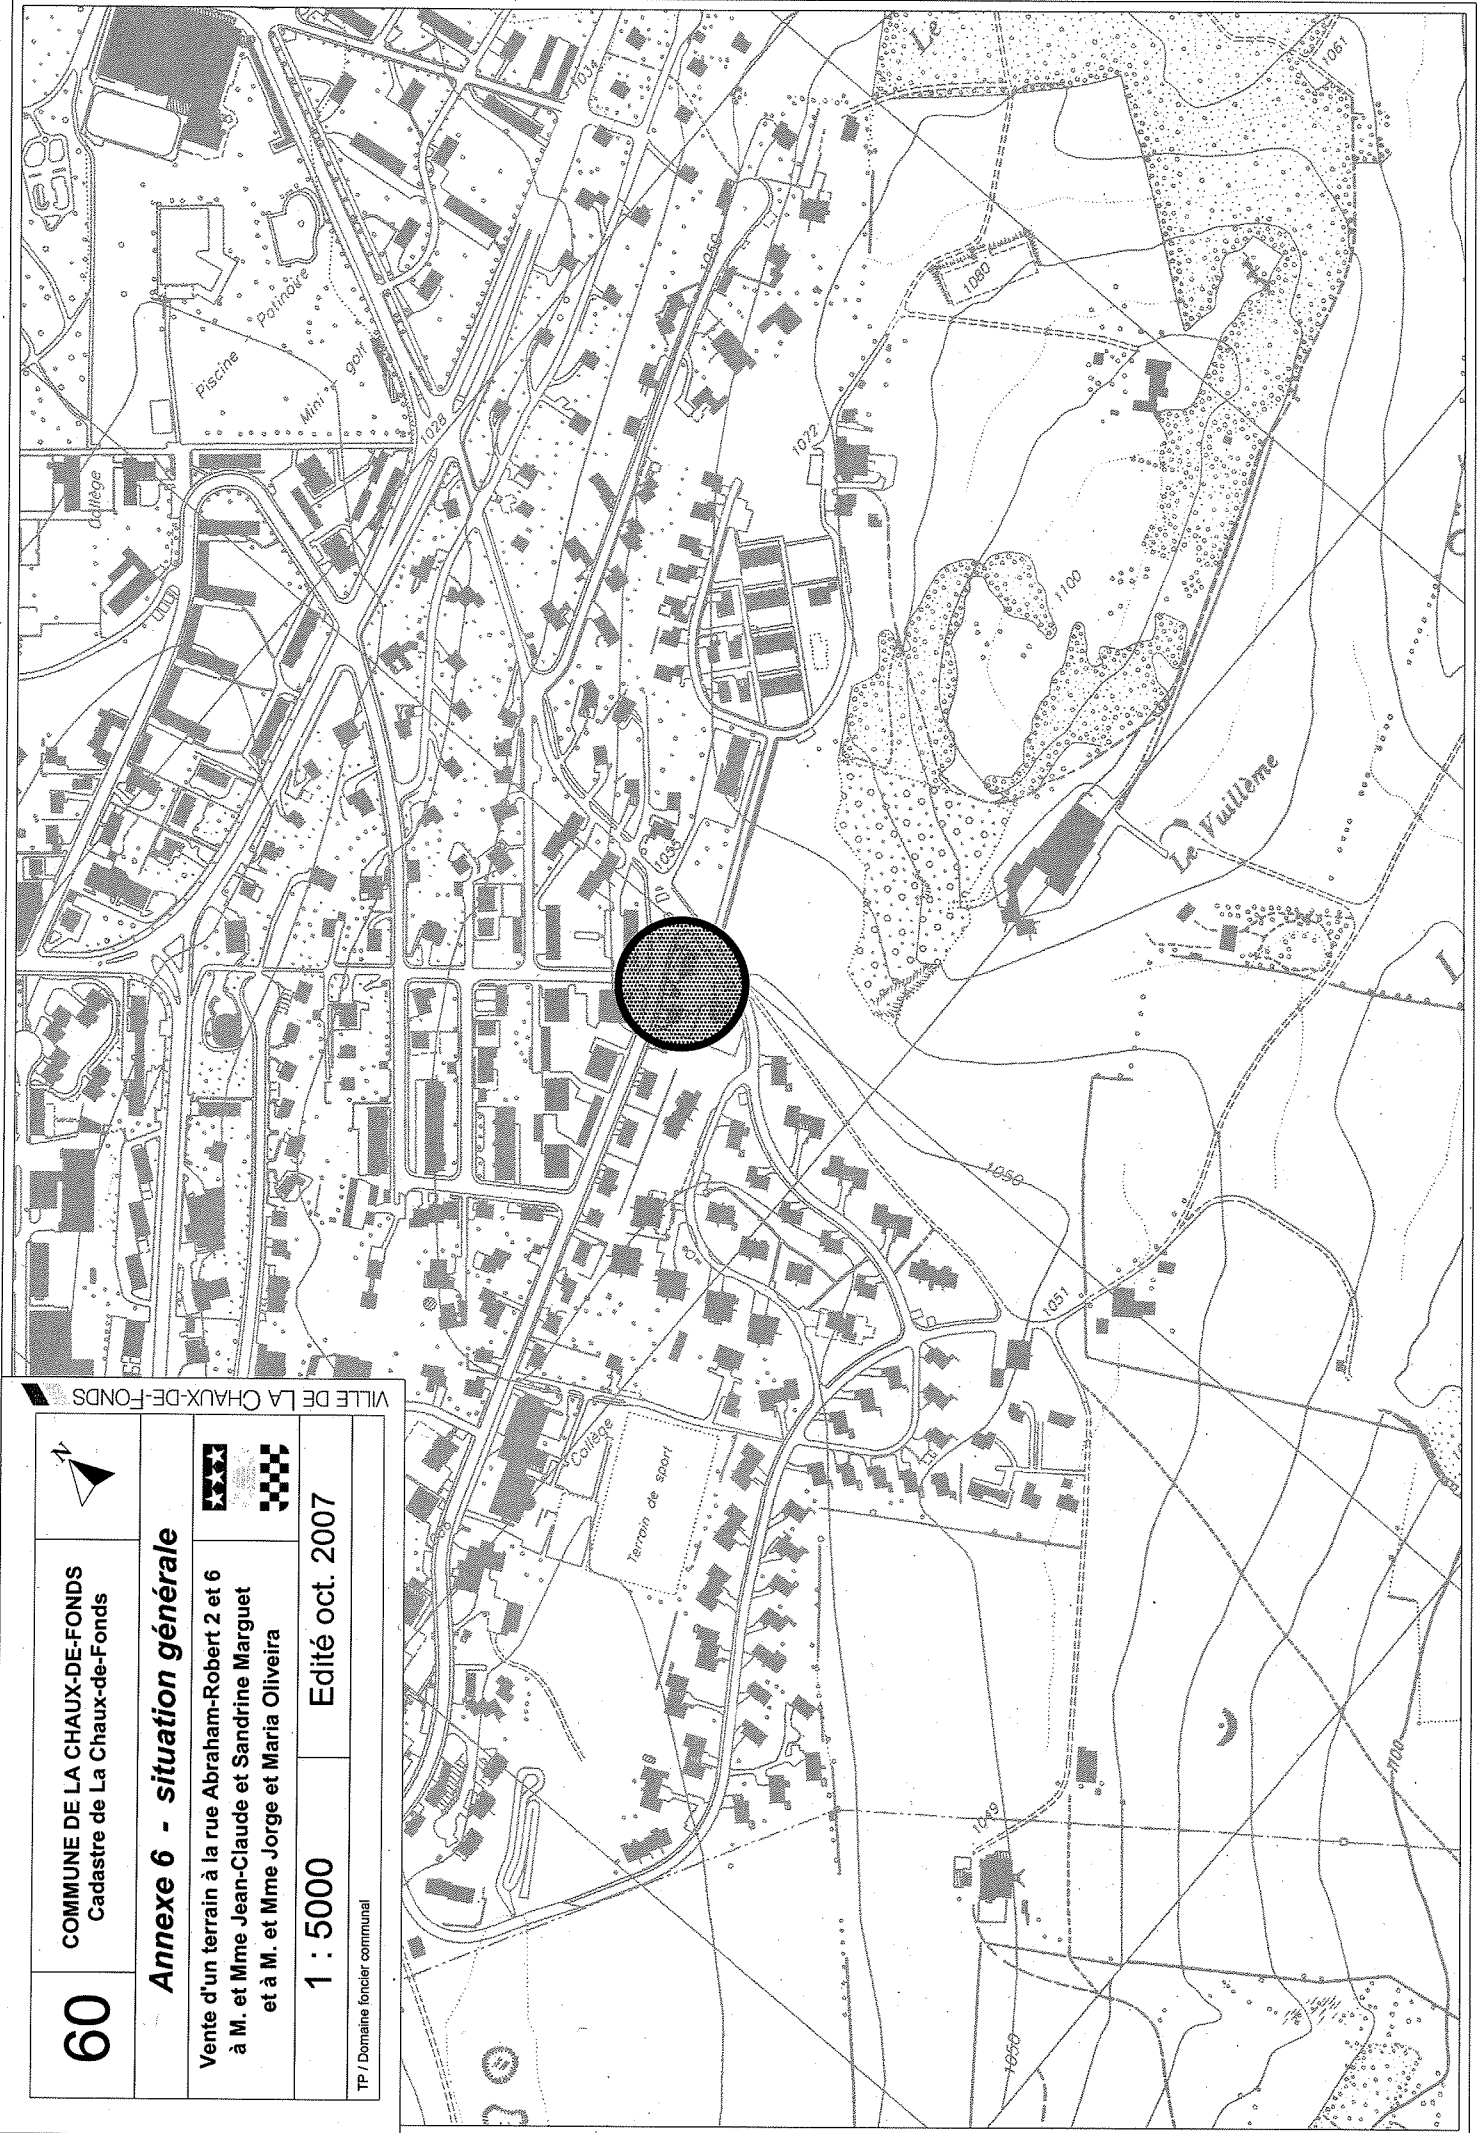 60
COMMUNE DE LA CHAUX-DE-FONDS
Cadastre de La Chaux-de-Fonds
N
Annexe 6 - situation générale
Vente d'un terrain à la rue Abraham-Robert 2 et 6
à M. et Mme Jean-Claude et Sandrine Marguet
et à M. et Mme Jorge et Maria Oliveira
1 : 5000
Edité oct. 2007
TP / Domaine foncier communal
VILLE DE LA CHAUX-DE-FONDS
Collège
Piscine - Patinoire
Mini golf
1028
1034
1050
1072
1080
1061
Le
1100
1055
Le Vuillème
1050
1051
Collège
Terrain de sport
1049
1050
1100
L